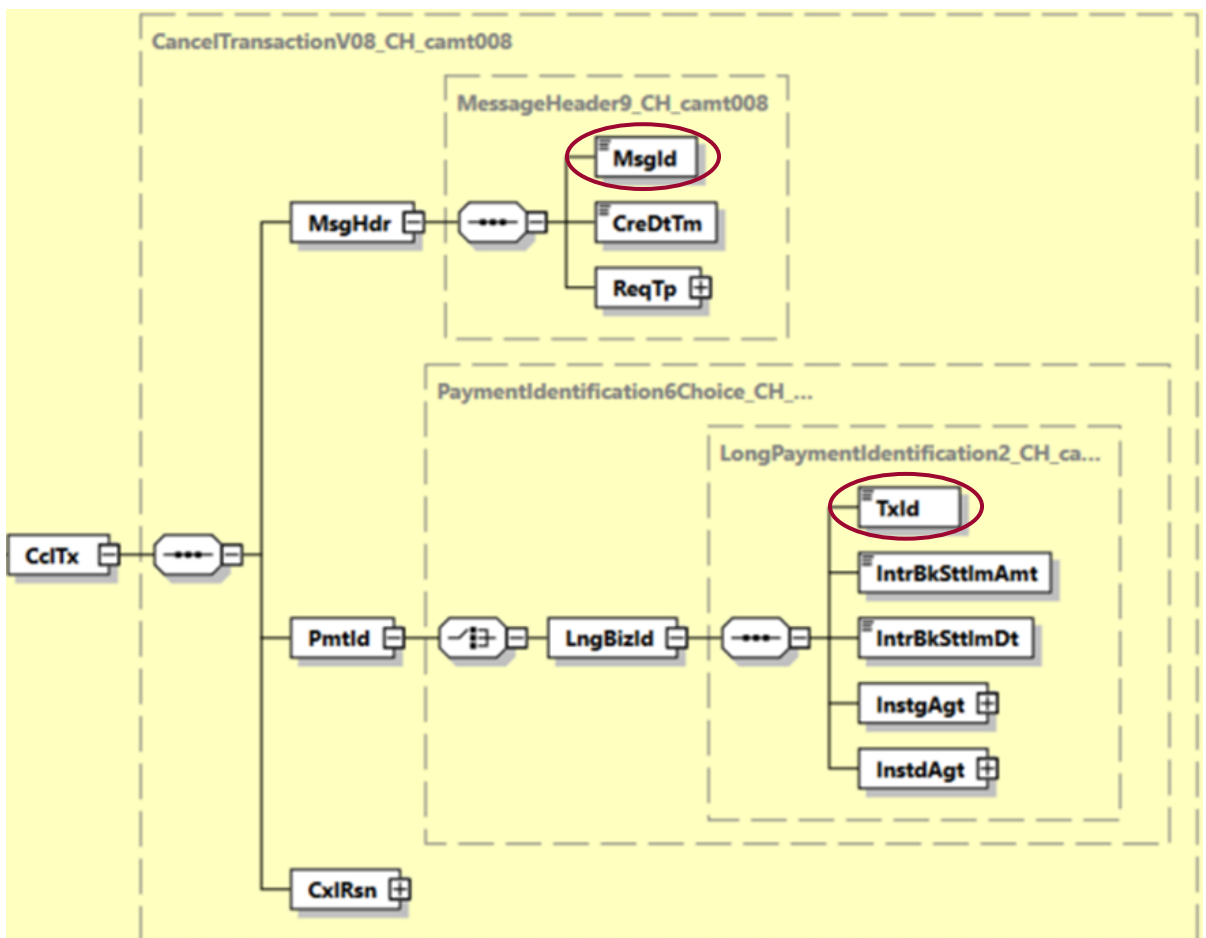 CancelTransactionV08_CH_camt008
MessageHeader9_CH_camt008
MsgId
MsgHdr
CreDtTm
ReqTp
PaymentIdentification6Choice_CH_...
LongPaymentIdentification2_CH_ca...
TxId
CclTx
IntrBkSttlmAmt
PmtId
LngBizId
IntrBkSttlmDt
InstgAgt
InstdAgt
CxlRsn